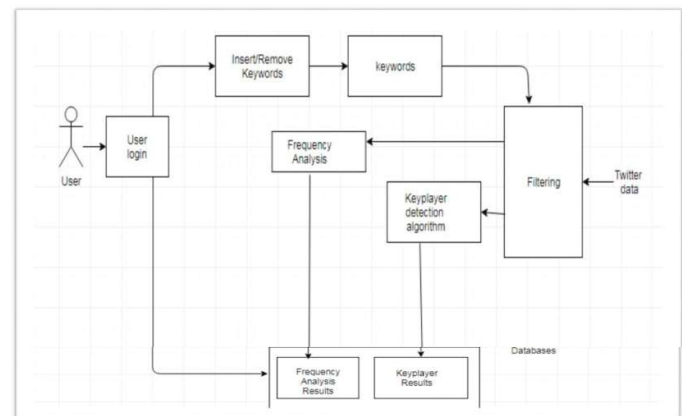 Insert/Remove
Keywords
keywords
User
login
User
Frequency
Analysis
Keyplayer
detection
algorithm
Filtering
Twitter
data
Databases
Frequency
Analysis
Results
Keyplayer
Results